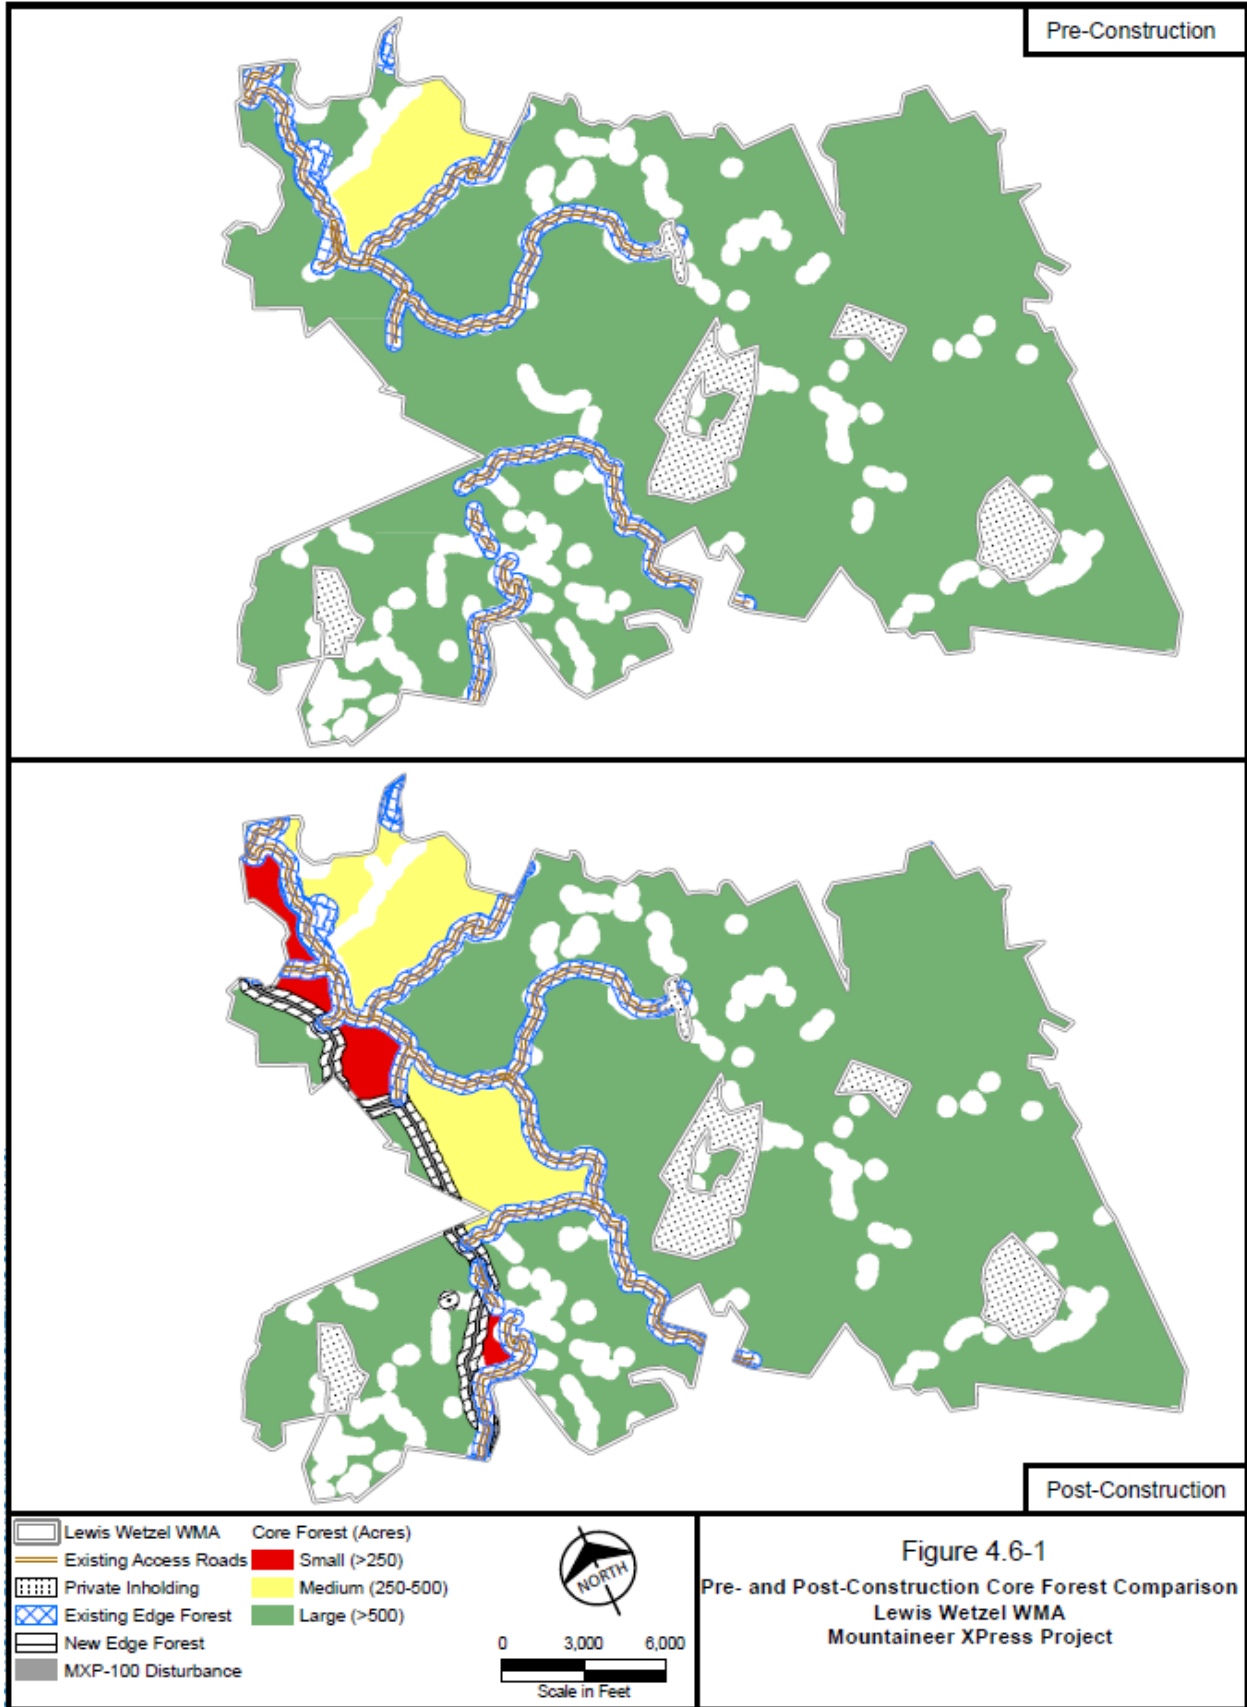 Pre-Construction
Post-Construction
Lewis Wetzel WMA
Existing Access Roads
Private Inholding
Existing Edge Forest
New Edge Forest
MXP-100 Disturbance
Core Forest (Acres)
Small (>250)
Medium (250-500)
Large (>500)
NORTH
0 3,000 6,000
Scale in Feet
Figure 4.6-1
Pre- and Post-Construction Core Forest Comparison
Lewis Wetzel WMA
Mountaineer XPress Project